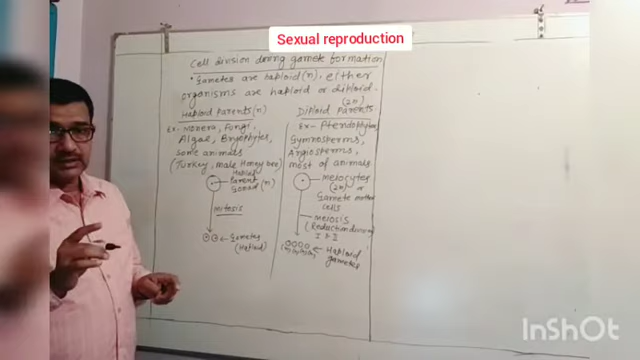 Sexual reproduction
Cell division during gamete formation
• Gametes are haploid (n), either
organisms are haploid or diploid.
Haploid Parents (n)
Ex- Monera, Fungi,
Algae, Bryophytes,
some animals
(Turkey, male Honey bee)
Haploid
Parent
Gonad (n)
mitosis
Gametes
(Haploid)
(2n)
Diploid Parents
Ex- Pteridophytes
Gymnosperms,
Angiosperms,
most of animals
meiocytes
(2n) or
Gamete mother
cells
meiosis
(Reduction division)
I & II
Haploid
gametes
InShOt